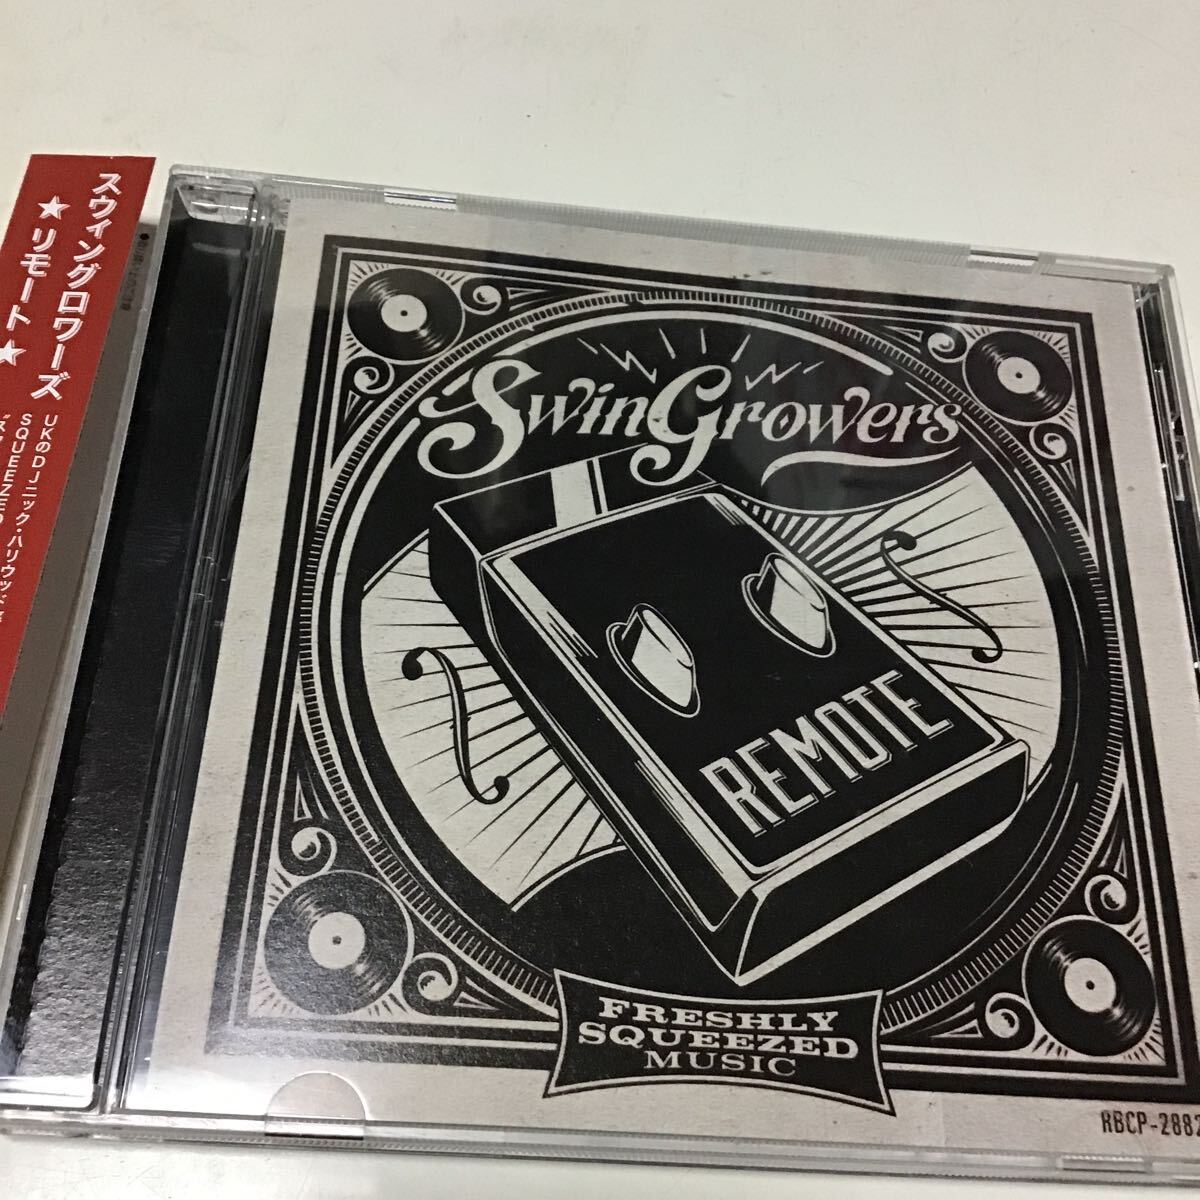 スウィングロワーズ
★リモート★
UKのDJニック・ハリウッド
SQUEEZED
SwinGrowers
REMOTE
FRESHLY
SQUEEZED
MUSIC
RBCP-2882